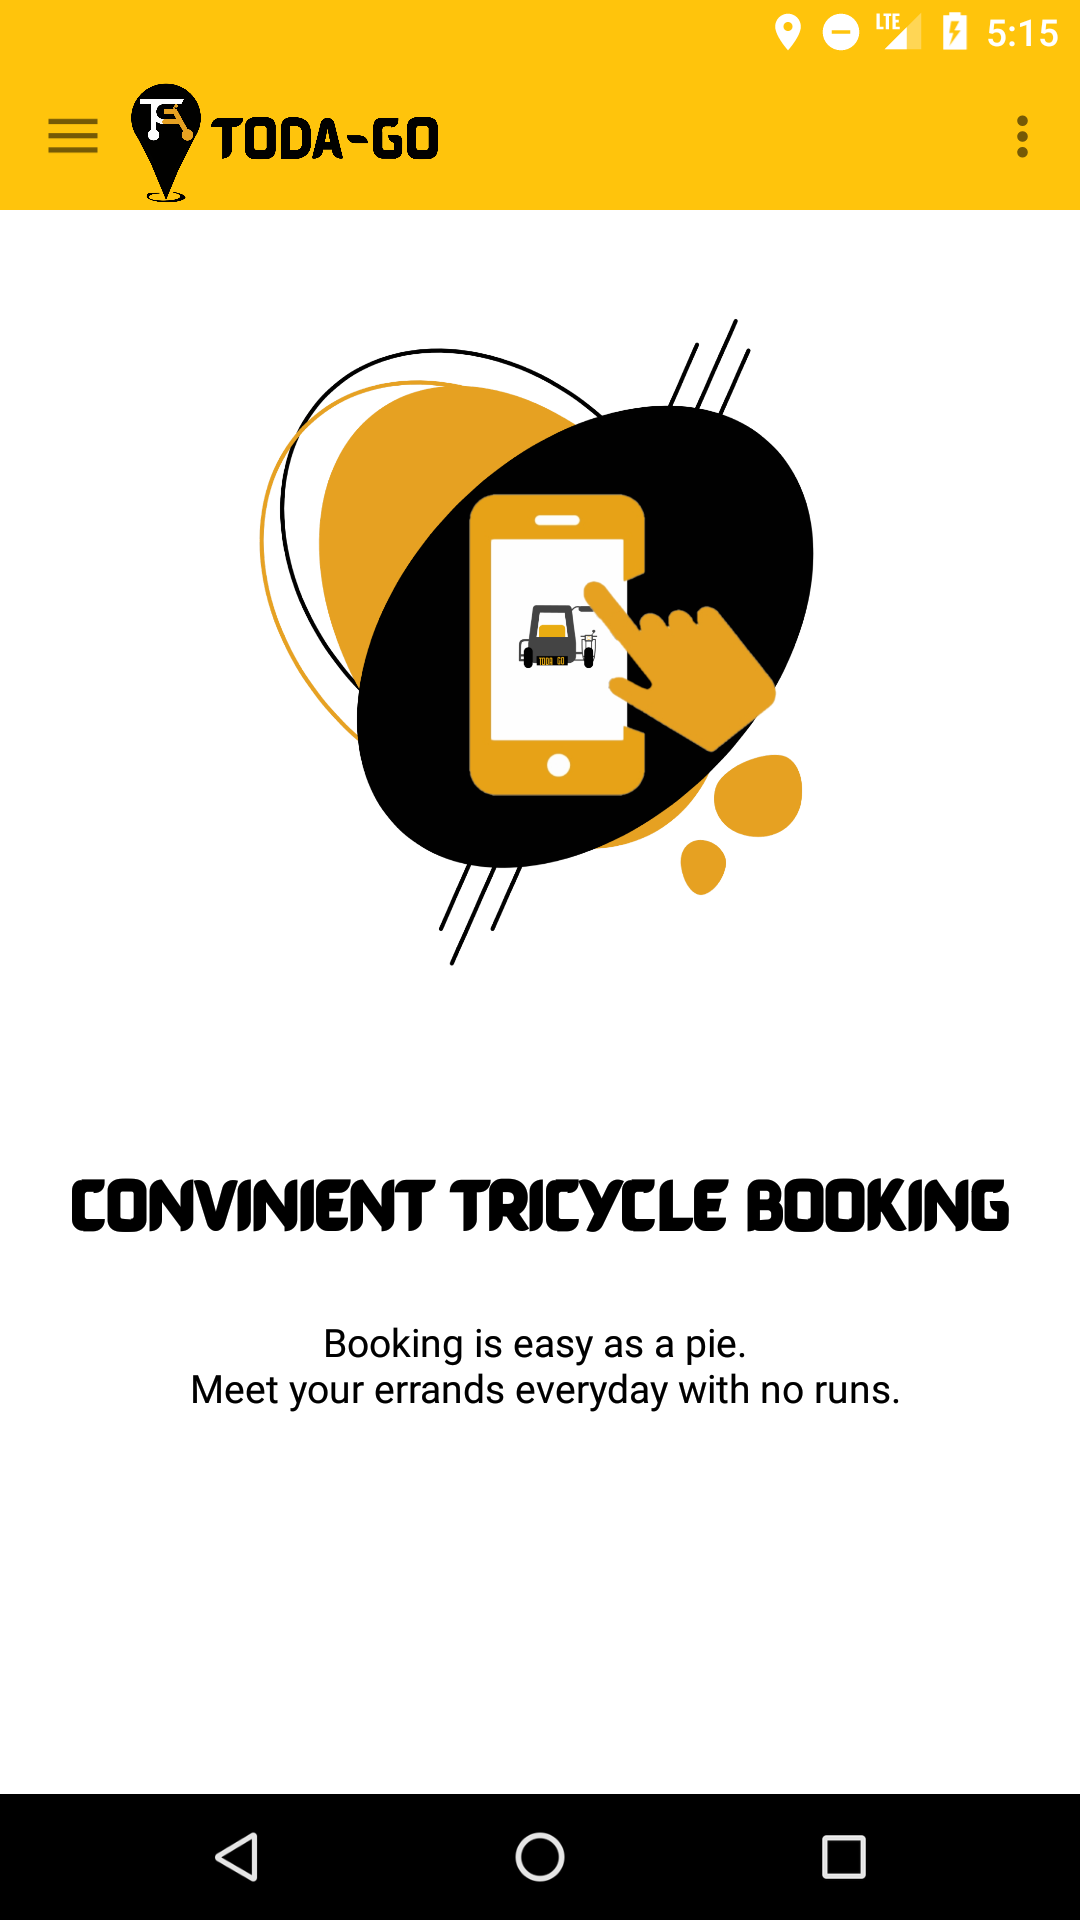 LTE 5:15
TODA-GO
TODA GO
CONVINIENT TRICYCLE BOOKING
Booking is easy as a pie.
Meet your errands everyday with no runs.